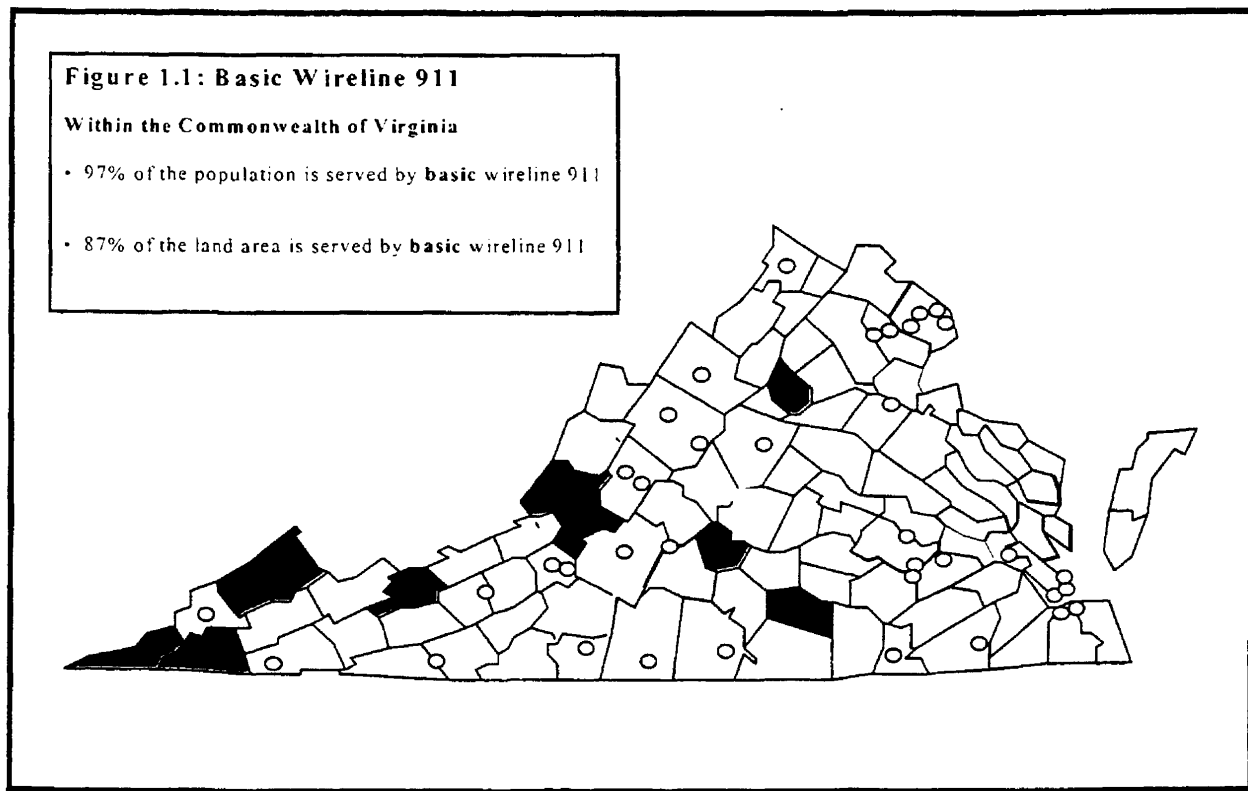 Figure 1.1: Basic Wireline 911
Within the Commonwealth of Virginia
• 97% of the population is served by basic wireline 911
• 87% of the land area is served by basic wireline 911